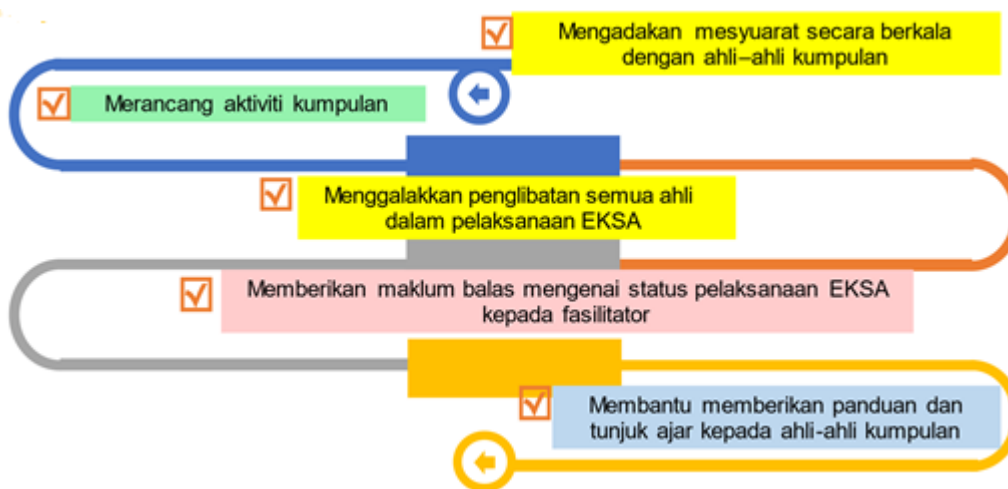 Mengadakan mesyuarat secara berkala
dengan ahli–ahli kumpulan
Merancang aktiviti kumpulan
Menggalakkan penglibatan semua ahli
dalam pelaksanaan EKSA
Memberikan maklum balas mengenai status pelaksanaan EKSA
kepada fasilitator
Membantu memberikan panduan dan
tunjuk ajar kepada ahli-ahli kumpulan